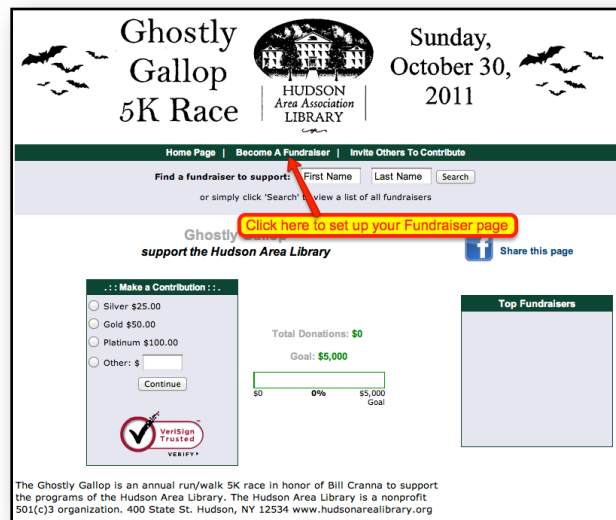 Ghostly
Gallop
5K Race
HUDSON
Area Association
LIBRARY
Sunday,
October 30,
2011
Home Page | Become A Fundraiser | Invite Others To Contribute
Find a fundraiser to support: First Name Last Name Search
or simply click 'Search' to view a list of all fundraisers
Click here to set up your Fundraiser page
Ghostly Gallop
support the Hudson Area Library
f Share this page
.:: Make a Contribution ::.
Silver $25.00
Gold $50.00
Platinum $100.00
Other: $
Continue
VeriSign
Trusted
VERIFY
Total Donations: $0
Goal: $5,000
$0 0% $5,000
Goal
Top Fundraisers
The Ghostly Gallop is an annual run/walk 5K race in honor of Bill Cranna to support
the programs of the Hudson Area Library. The Hudson Area Library is a nonprofit
501(c)3 organization. 400 State St. Hudson, NY 12534 www.hudsonarealibrary.org